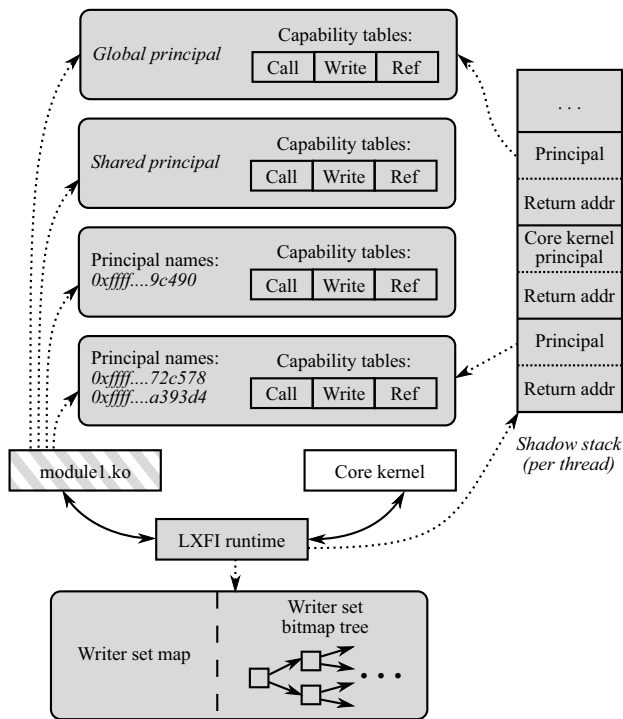 Global principal
Capability tables:
Call Write Ref
Shared principal
Capability tables:
Call Write Ref
Principal names:
0xffff....9c490
Capability tables:
Call Write Ref
Principal names:
0xffff....72c578
0xffff....a393d4
Capability tables:
Call Write Ref
. . .
Principal
Return addr
Core kernel
principal
Return addr
Principal
Return addr
Shadow stack
(per thread)
module1.ko
Core kernel
LXFI runtime
Writer set map
Writer set
bitmap tree
• • •